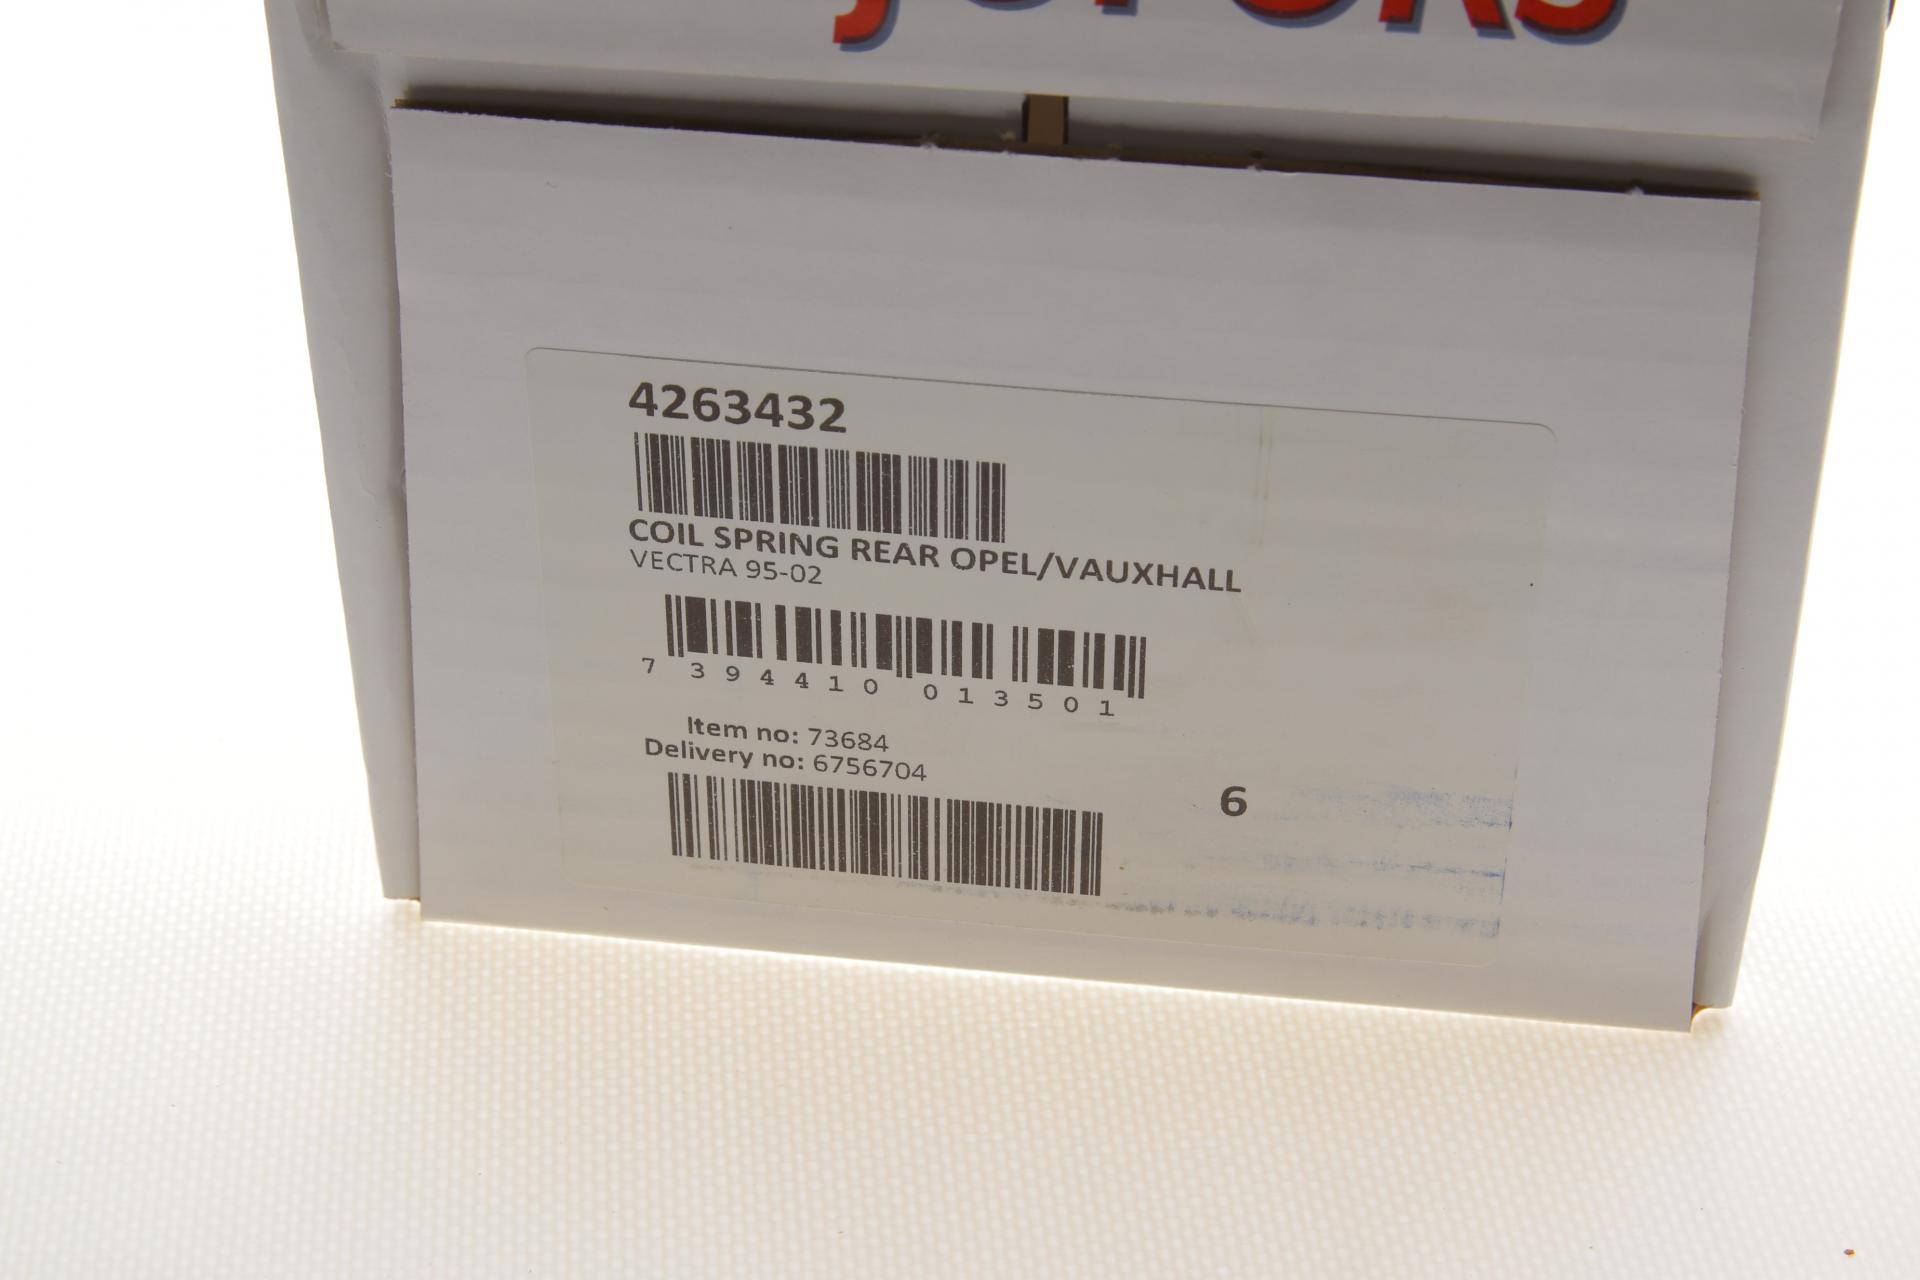 4263432
COIL SPRING REAR OPEL/VAUXHALL
VECTRA 95-02
7 394410 013501
Item no: 73684
Delivery no: 6756704
6